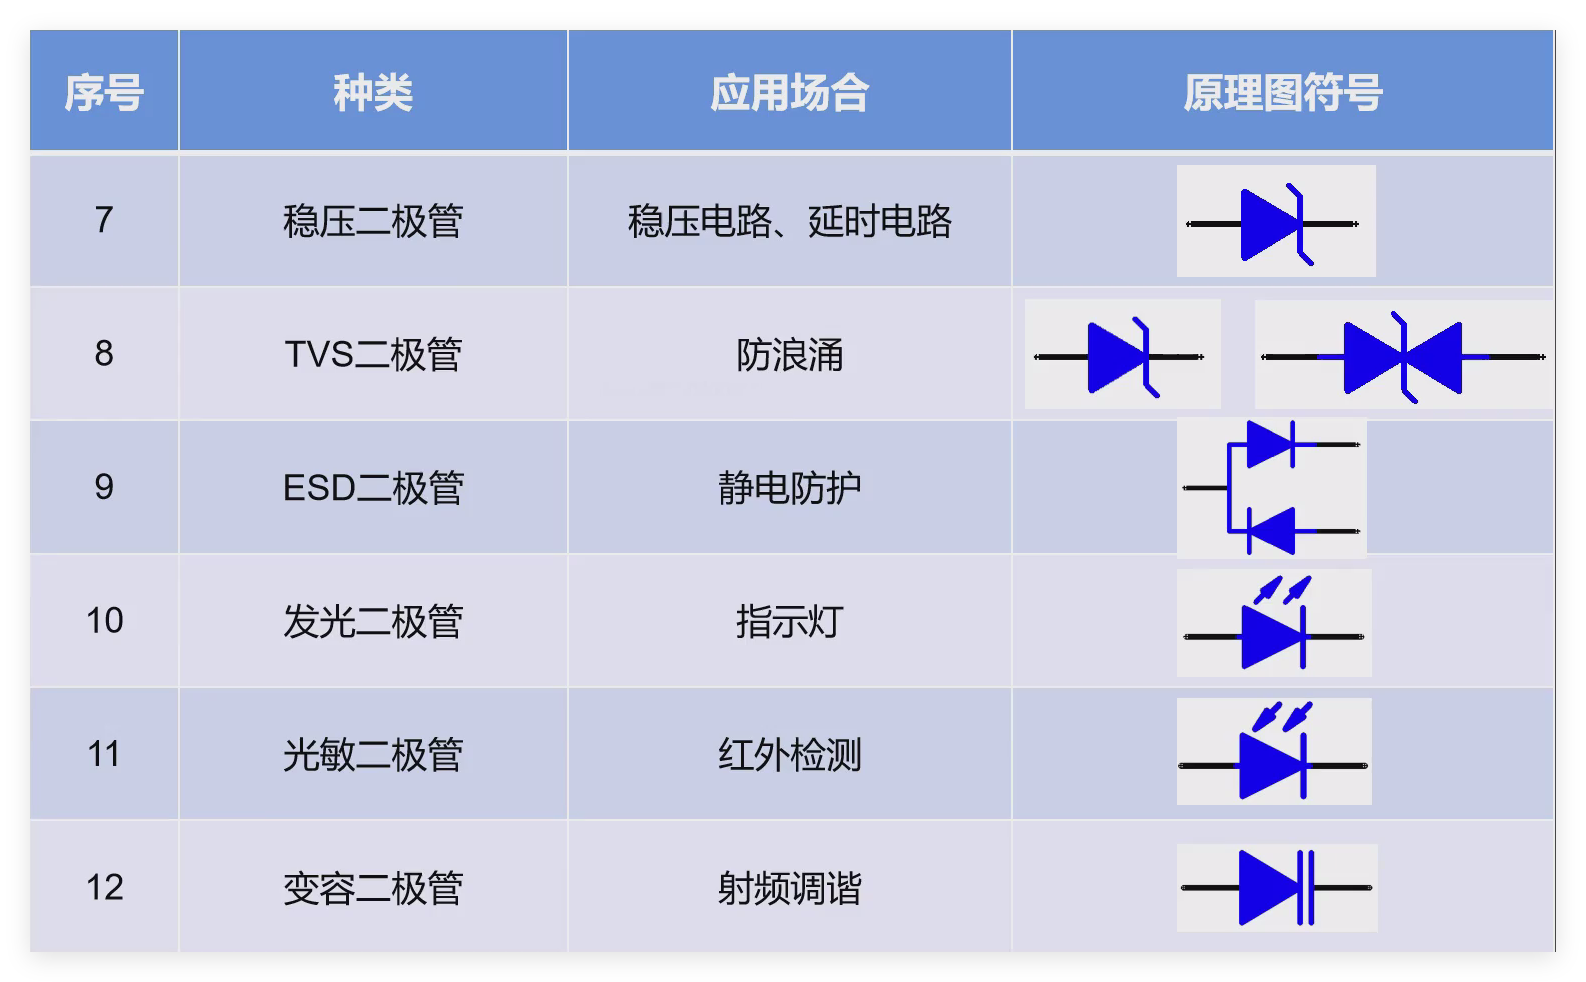 序号 种类 应用场合 原理图符号
7 稳压二极管 稳压电路、延时电路
8 TVS二极管 防浪涌
9 ESD二极管 静电防护
10 发光二极管 指示灯
11 光敏二极管 红外检测
12 变容二极管 射频调谐